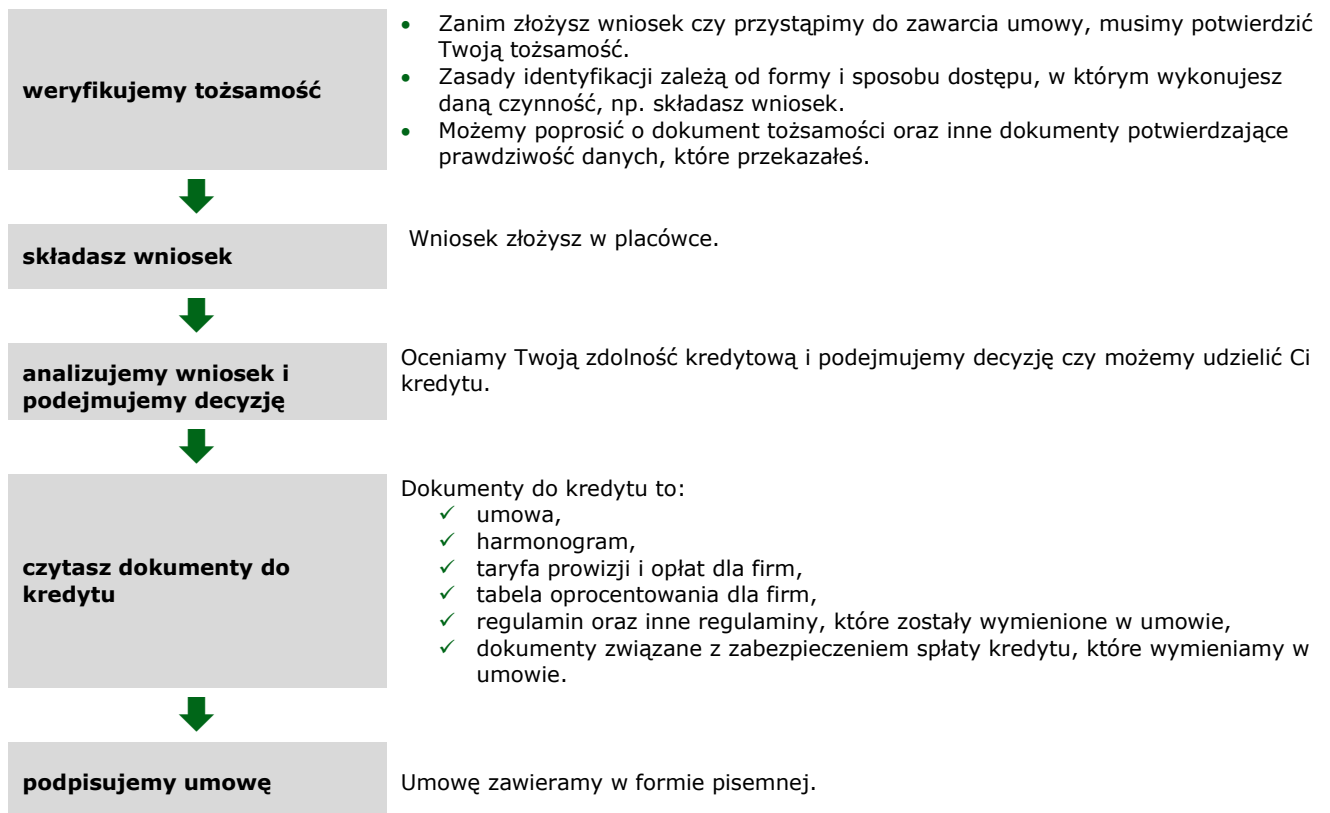 weryfikujemy tożsamość
• Zanim złożysz wniosek czy przystąpimy do zawarcia umowy, musimy potwierdzić
Twoją tożsamość.
• Zasady identyfikacji zależą od formy i sposobu dostępu, w którym wykonujesz
daną czynność, np. składasz wniosek.
• Możemy poprosić o dokument tożsamości oraz inne dokumenty potwierdzające
prawdziwość danych, które przekazałeś.
składasz wniosek
Wniosek złożysz w placówce.
analizujemy wniosek i
podejmujemy decyzję
Oceniamy Twoją zdolność kredytową i podejmujemy decyzję czy możemy udzielić Ci
kredytu.
czytasz dokumenty do
kredytu
Dokumenty do kredytu to:
✓ umowa,
✓ harmonogram,
✓ taryfa prowizji i opłat dla firm,
✓ tabela oprocentowania dla firm,
✓ regulamin oraz inne regulaminy, które zostały wymienione w umowie,
✓ dokumenty związane z zabezpieczeniem spłaty kredytu, które wymieniamy w
umowie.
podpisujemy umowę
Umowę zawieramy w formie pisemnej.